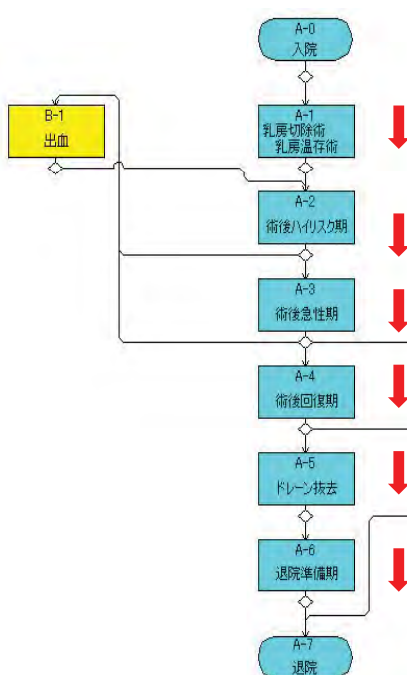 A-0
入院
B-1
出血
A-1
乳房切除術
乳房温存術
A-2
術後ハイリスク期
A-3
術後急性期
A-4
術後回復期
A-5
ドレーン抜去
A-6
退院準備期
A-7
退院